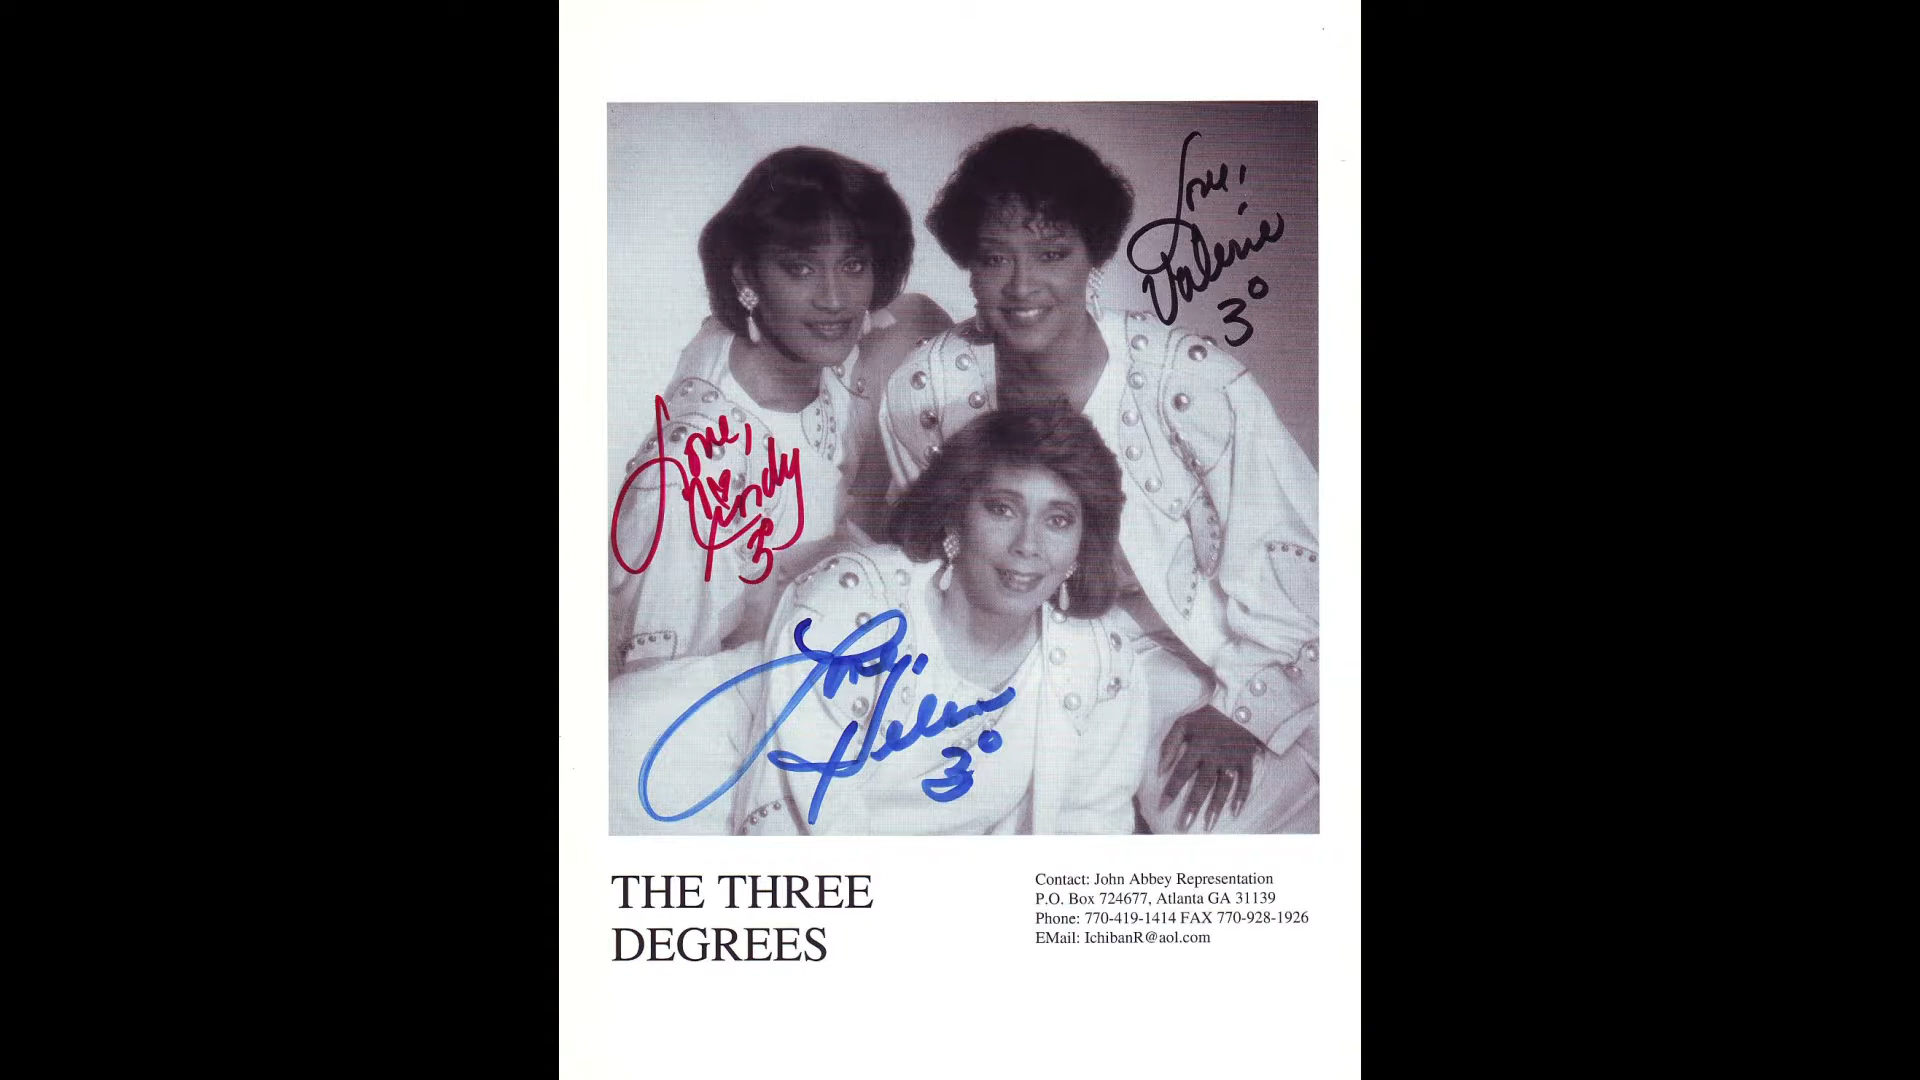 Love,
Valerie
3°
Love,
Cindy
3°
Love,
Helen
3°
THE THREE
DEGREES
Contact: John Abbey Representation
P.O. Box 724677, Atlanta GA 31139
Phone: 770-419-1414 FAX 770-928-1926
EMail: IchibanR@aol.com